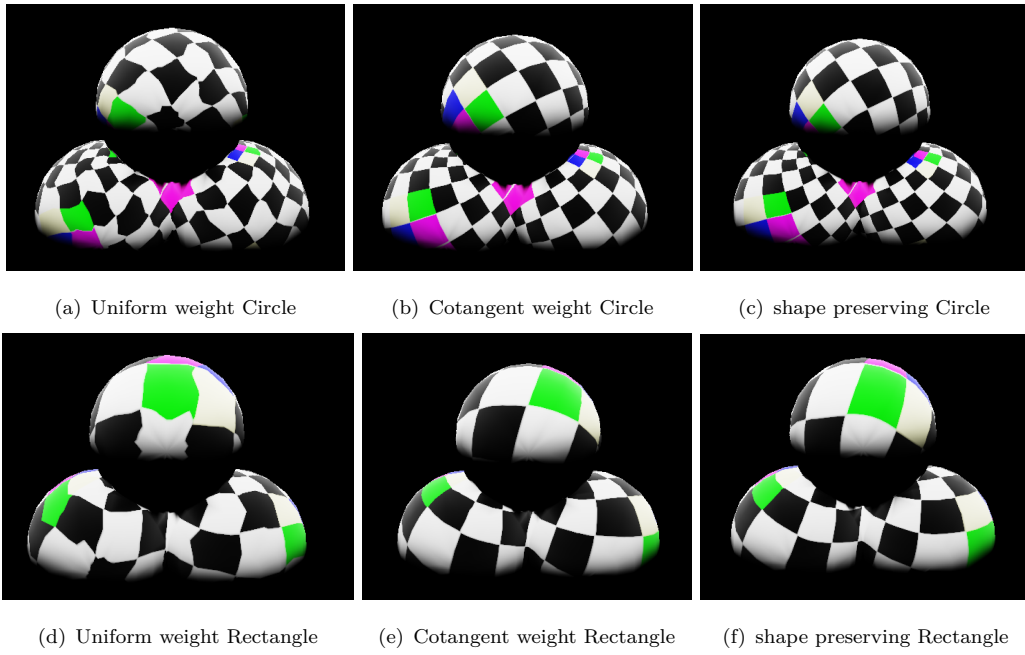 (a) Uniform weight Circle
(b) Cotangent weight Circle
(c) shape preserving Circle
(d) Uniform weight Rectangle
(e) Cotangent weight Rectangle
(f) shape preserving Rectangle